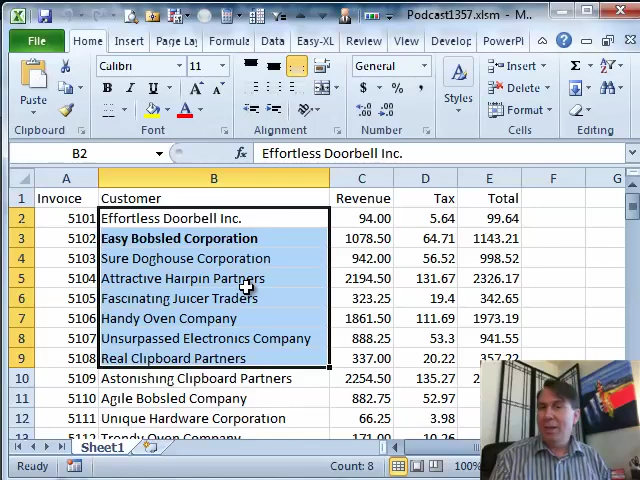 Podcast1357.xlsm - M..
File Home Insert Page Lay Formula Data Easy-XL Review View Develop PowerPi
Calibri 11 General Insert
Paste Styles Delete
Format
Clipboard Font Alignment Number Cells Editing
B2 fx Effortless Doorbell Inc.
A B C D E F G
1 Invoice Customer Revenue Tax Total
2 5101 Effortless Doorbell Inc. 94.00 5.64 99.64
3 5102 Easy Bobsled Corporation 1078.50 64.71 1143.21
4 5103 Sure Doghouse Corporation 942.00 56.52 998.52
5 5104 Attractive Hairpin Partners 2194.50 131.67 2326.17
6 5105 Fascinating Juicer Traders 323.25 19.4 342.65
7 5106 Handy Oven Company 1861.50 111.69 1973.19
8 5107 Unsurpassed Electronics Company 888.25 53.3 941.55
9 5108 Real Clipboard Partners 337.00 20.22 357.22
10 5109 Astonishing Clipboard Partners 2254.50 135.27
11 5110 Agile Bobsled Company 882.75 52.97
12 5111 Unique Hardware Corporation 66.25 3.98
13 5112 Trendy Oven Company 171.00 10.26
Sheet1
Ready Count: 8 100%